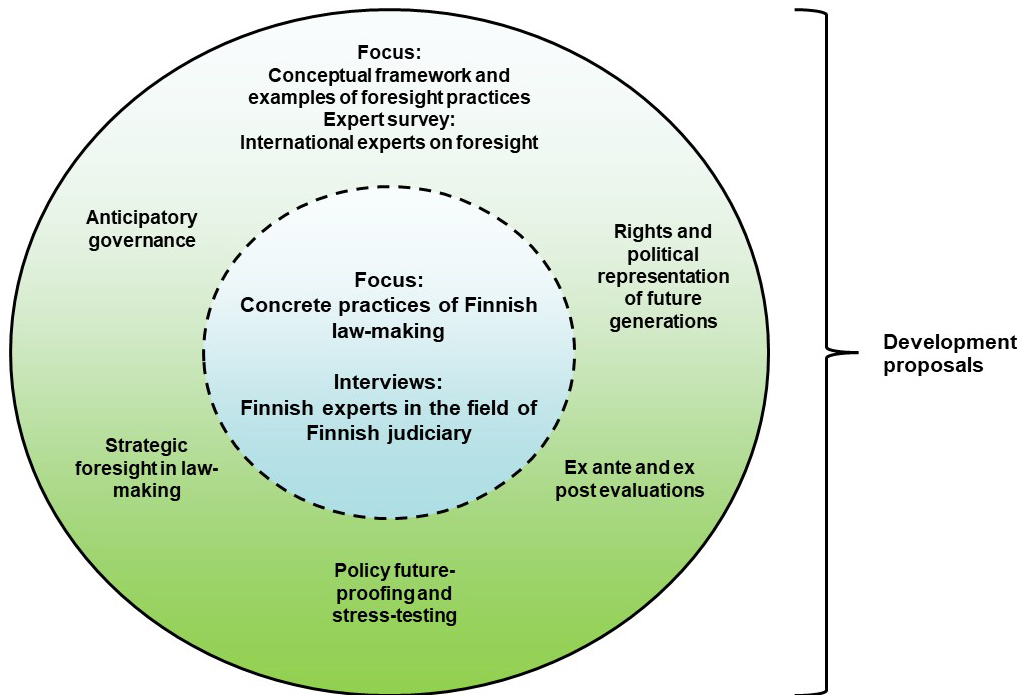 Focus:
Conceptual framework and
examples of foresight practices
Expert survey:
International experts on foresight
Anticipatory
governance
Rights and
political
representation
of future
generations
Focus:
Concrete practices of Finnish
law-making
Interviews:
Finnish experts in the field of
Finnish judiciary
Development
proposals
Strategic
foresight in law-
making
Ex ante and ex
post evaluations
Policy future-
proofing and
stress-testing